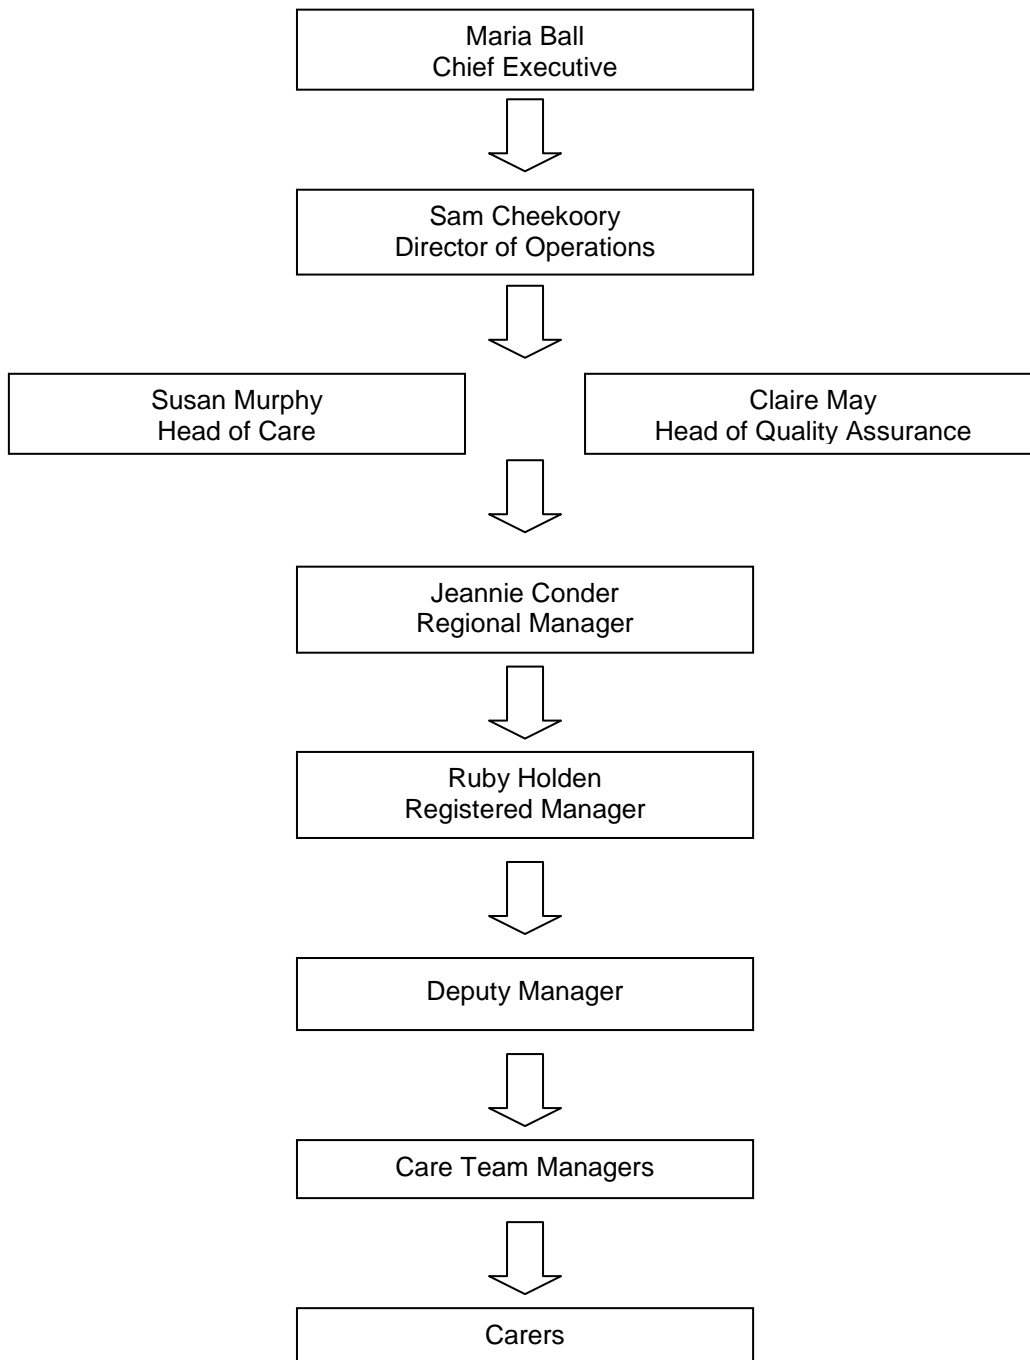 Maria Ball
Chief Executive
Sam Cheekoory
Director of Operations
Susan Murphy
Head of Care
Claire May
Head of Quality Assurance
Jeannie Conder
Regional Manager
Ruby Holden
Registered Manager
Deputy Manager
Care Team Managers
Carers